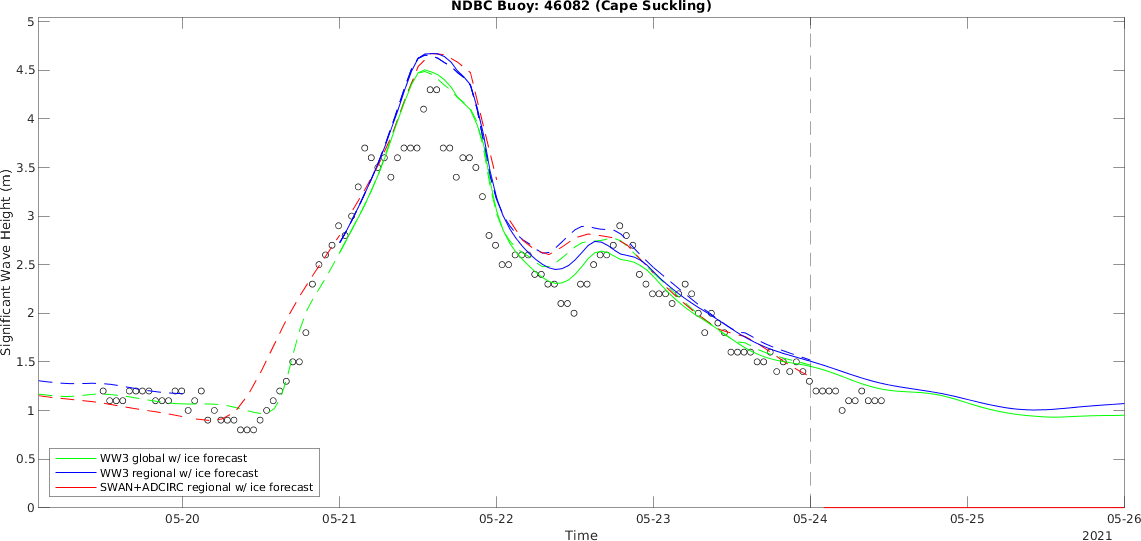 NDBC Buoy: 46082 (Cape Suckling)
5
4.5
4
3.5
3
2.5
2
1.5
1
0.5
0
Significant Wave Height (m)
WW3 global w/ ice forecast
WW3 regional w/ ice forecast
SWAN+ADCIRC regional w/ ice forecast
05-20 05-21 05-22 05-23 05-24 05-25 05-26
Time
2021